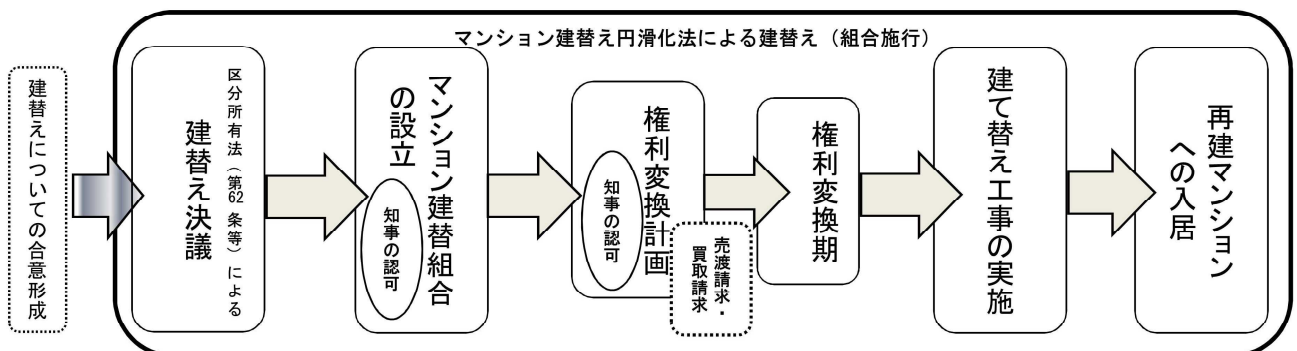 マンション建替え円滑化法による建替え（組合施行）
建替えについての合意形成
区分所有法（第62条等）による
建替え決議
マンション建替組合
の設立
知事の認可
権利変換計画
知事の認可
売渡請求・
買取請求
権利変換期
建て替え工事の実施
再建マンション
への入居